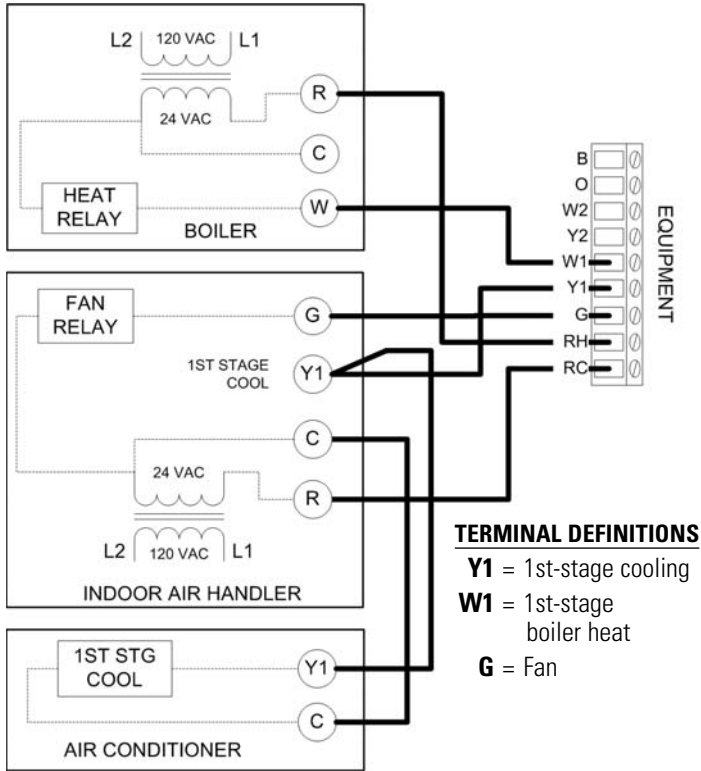 L2 120 VAC L1
24 VAC
R
C
W
HEAT
RELAY
BOILER
FAN
RELAY
G
1ST STAGE
COOL
Y1
C
R
24 VAC
L2 120 VAC L1
INDOOR AIR HANDLER
1ST STG
COOL
Y1
C
AIR CONDITIONER
B
O
W2
Y2
W1
Y1
G
RH
RC
EQUIPMENT
TERMINAL DEFINITIONS
Y1 = 1st-stage cooling
W1 = 1st-stage
boiler heat
G = Fan